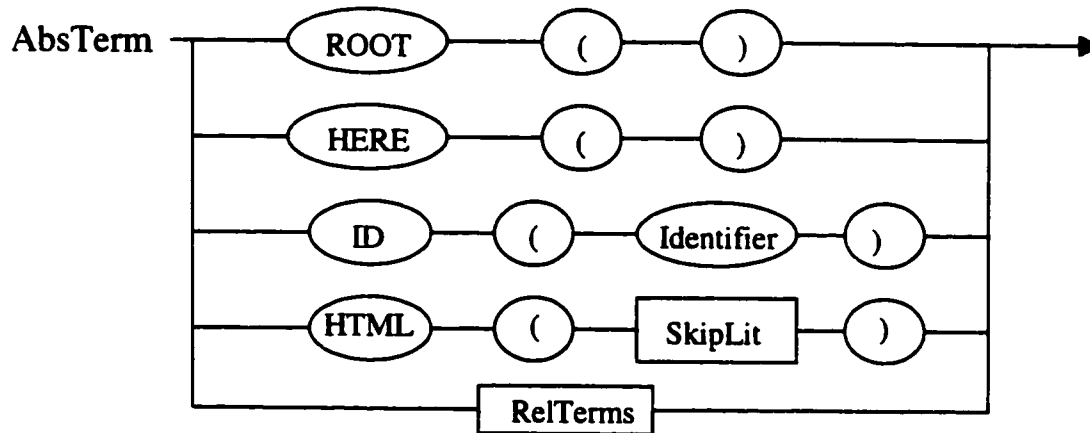 AbsTerm ROOT ( )
HERE ( )
ID ( Identifier )
HTML ( SkipLit )
RelTerms